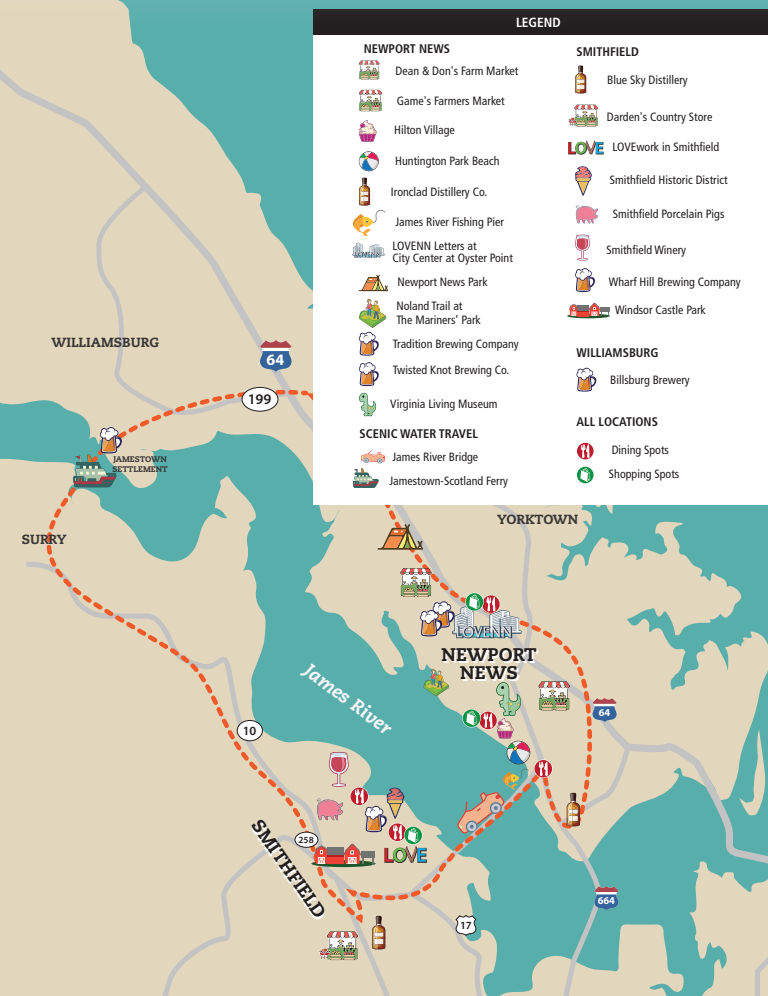 LEGEND
NEWPORT NEWS
Dean & Don's Farm Market
Game's Farmers Market
Hilton Village
Huntington Park Beach
Ironclad Distillery Co.
James River Fishing Pier
LOVENN
LOVENN Letters at
City Center at Oyster Point
Newport News Park
Noland Trail at
The Mariners' Park
Tradition Brewing Company
Twisted Knot Brewing Co.
Virginia Living Museum
SCENIC WATER TRAVEL
James River Bridge
Jamestown-Scotland Ferry
SMITHFIELD
Blue Sky Distillery
Darden's Country Store
LOVE
LOVEwork in Smithfield
Smithfield Historic District
Smithfield Porcelain Pigs
Smithfield Winery
Wharf Hill Brewing Company
Windsor Castle Park
WILLIAMSBURG
Billsburg Brewery
ALL LOCATIONS
Dining Spots
Shopping Spots
WILLIAMSBURG
64
199
JAMESTOWN
SETTLEMENT
SURRY
YORKTOWN
LOVENN
NEWPORT
NEWS
James River
64
10
258
LOVE
SMITHFIELD
664
17